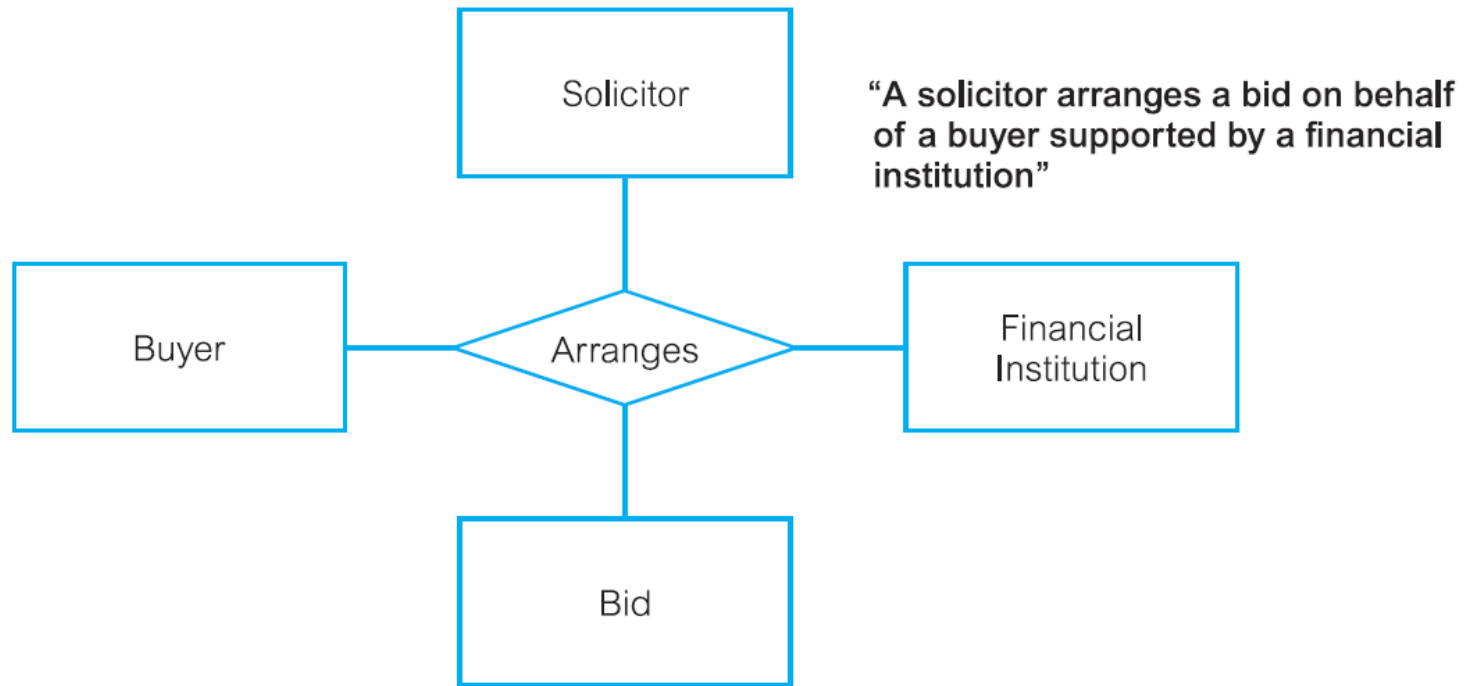 Solicitor
“A solicitor arranges a bid on behalf
of a buyer supported by a financial
institution”
Buyer
Arranges
Financial
Institution
Bid